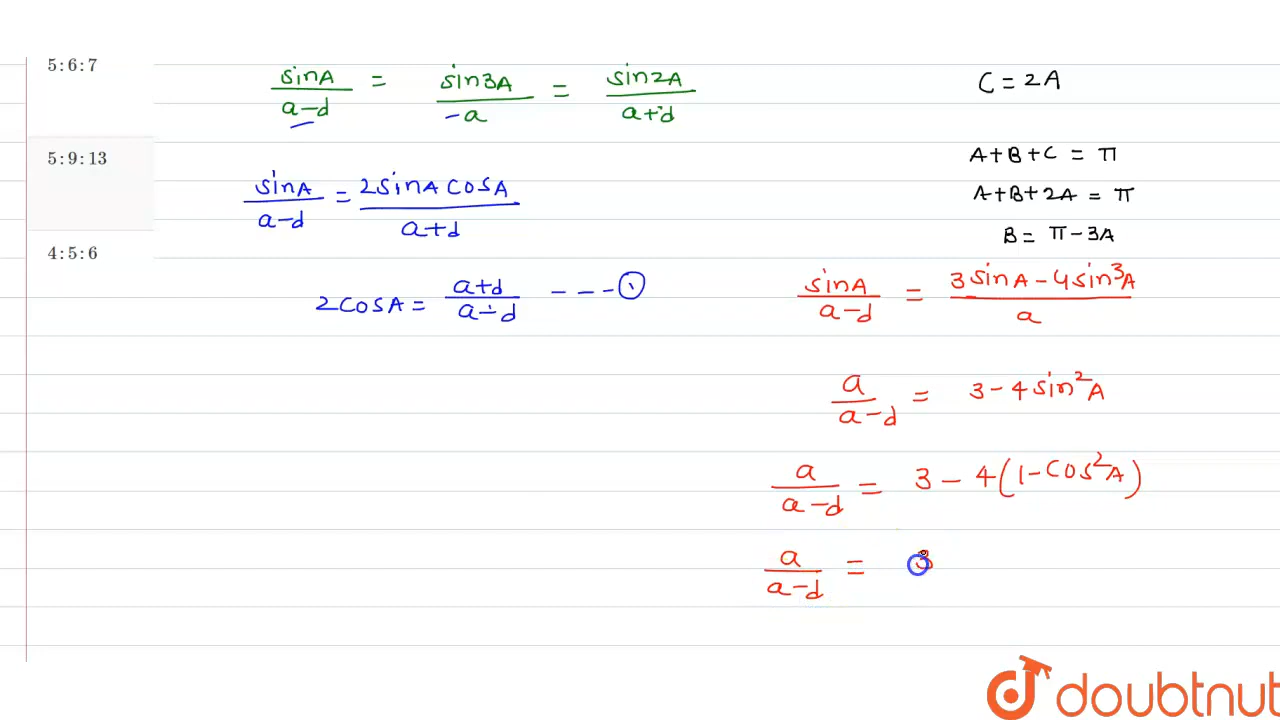 5:6:7
sinA/(a-d) = sin3A/a = sin2A/(a+d)
C = 2A
5:9:13
A+B+C = π
sinA/(a-d) = 2sinA cosA/(a+d)
A+B+2A = π
B = π-3A
4:5:6
2cosA = (a+d)/(a-d) ---①
sinA/(a-d) = (3sinA-4sin³A)/a
a/(a-d) = 3-4sin²A
a/(a-d) = 3-4(1-cos²A)
a/(a-d) = 3
doubtnut